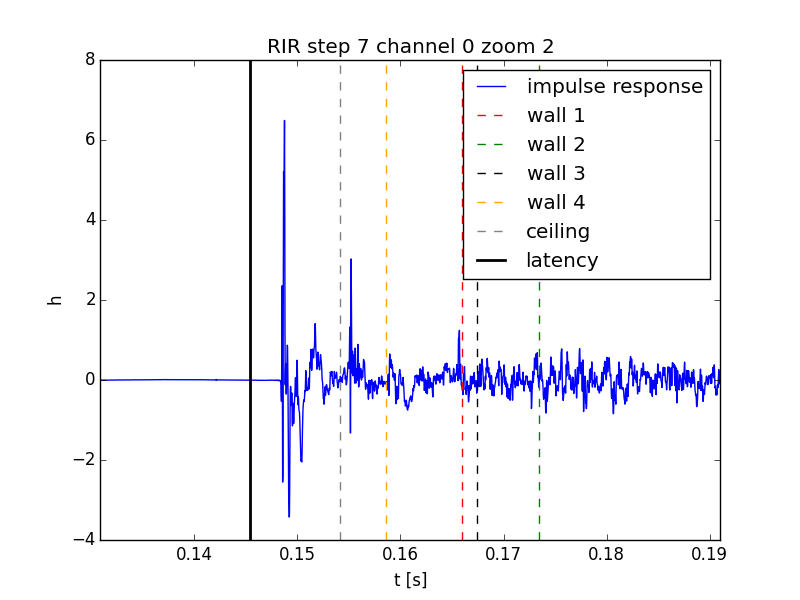 RIR step 7 channel 0 zoom 2
8
6
4
2
0
−2
−4
h
0.14
0.15
0.16
0.17
0.18
0.19
t [s]
impulse response
wall 1
wall 2
wall 3
wall 4
ceiling
latency